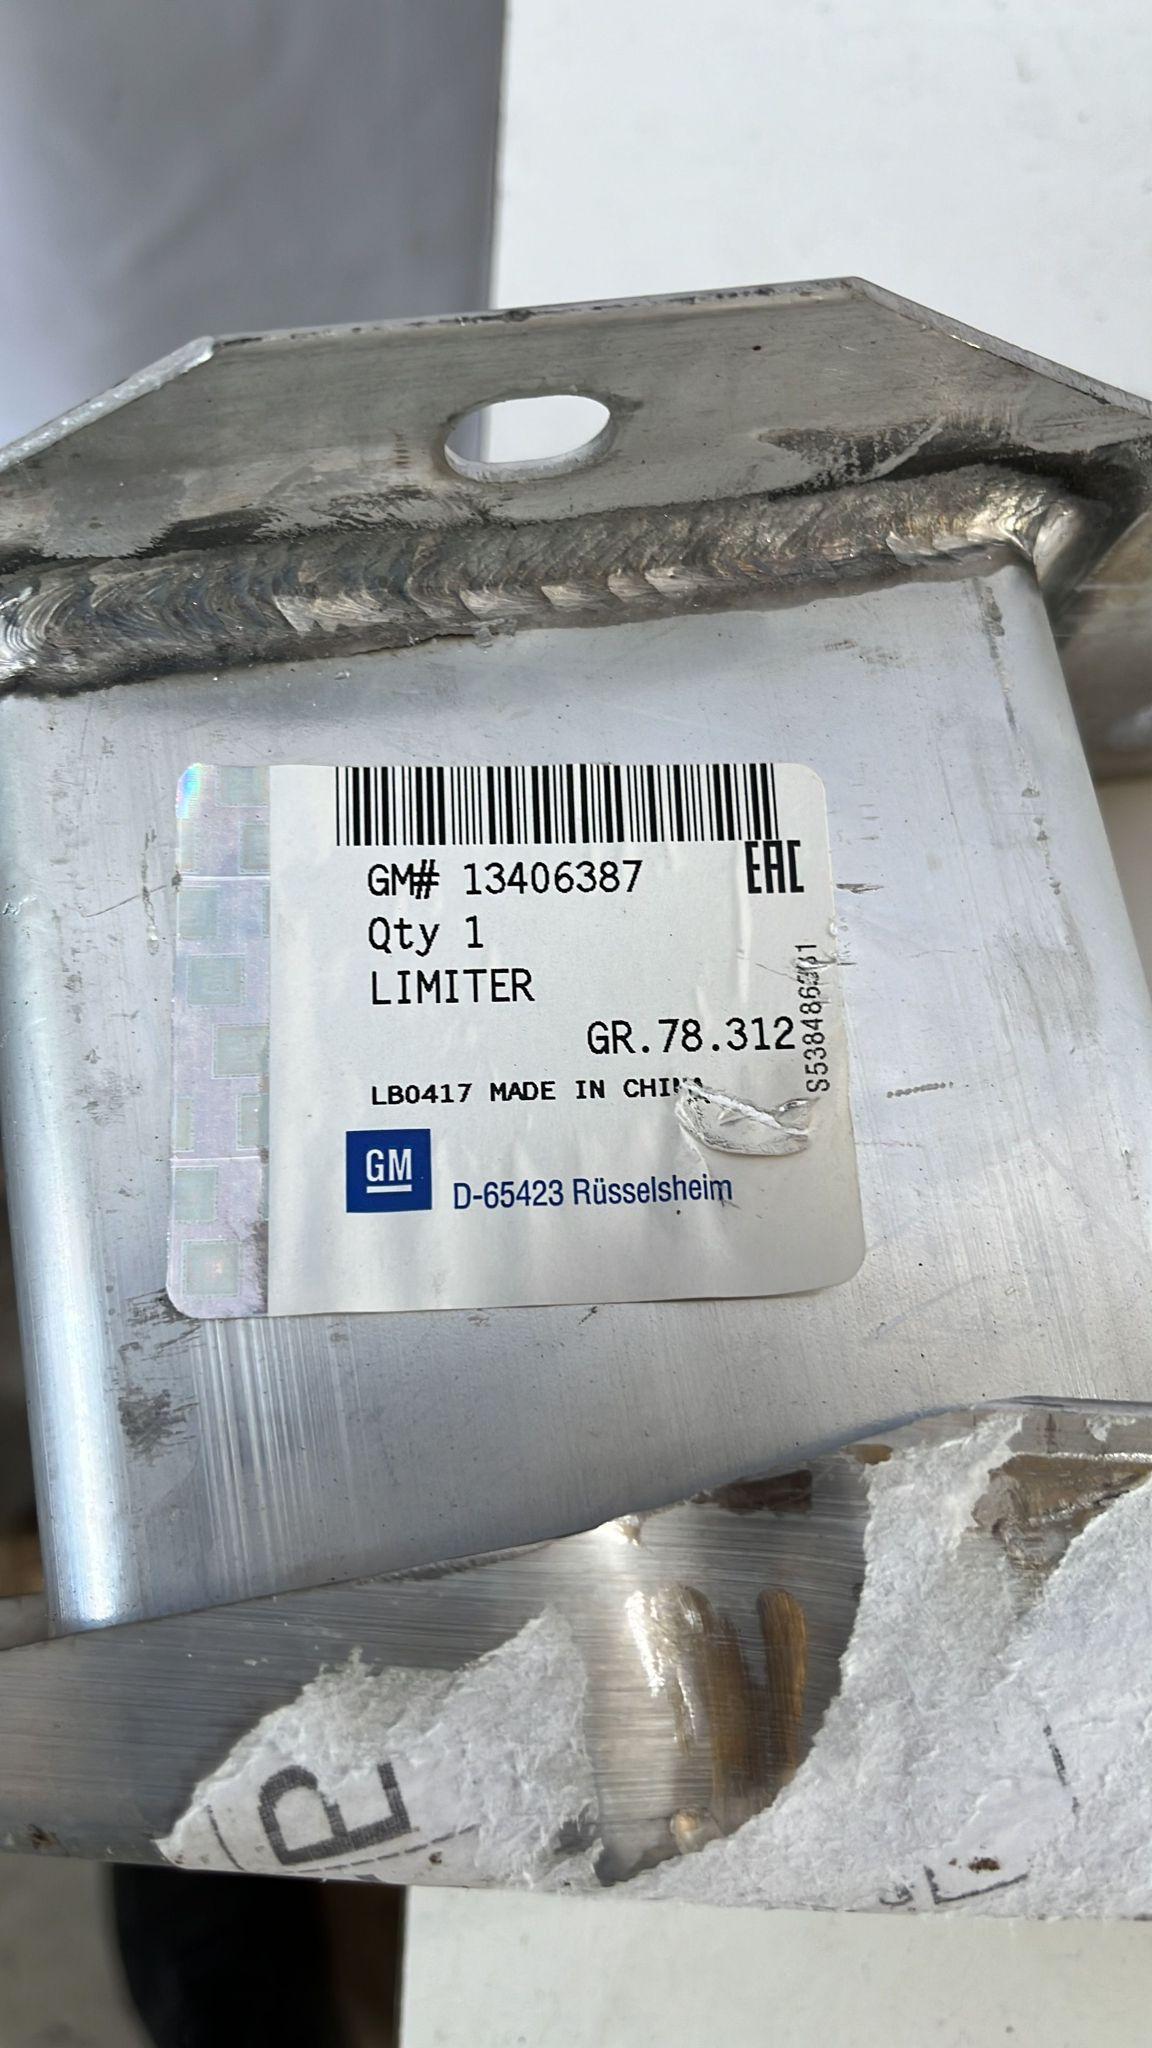 GM# 13406387
EAC
Qty 1
LIMITER
GR.78.312
LB0417 MADE IN CHINA
GM
D-65423 Rüsselsheim